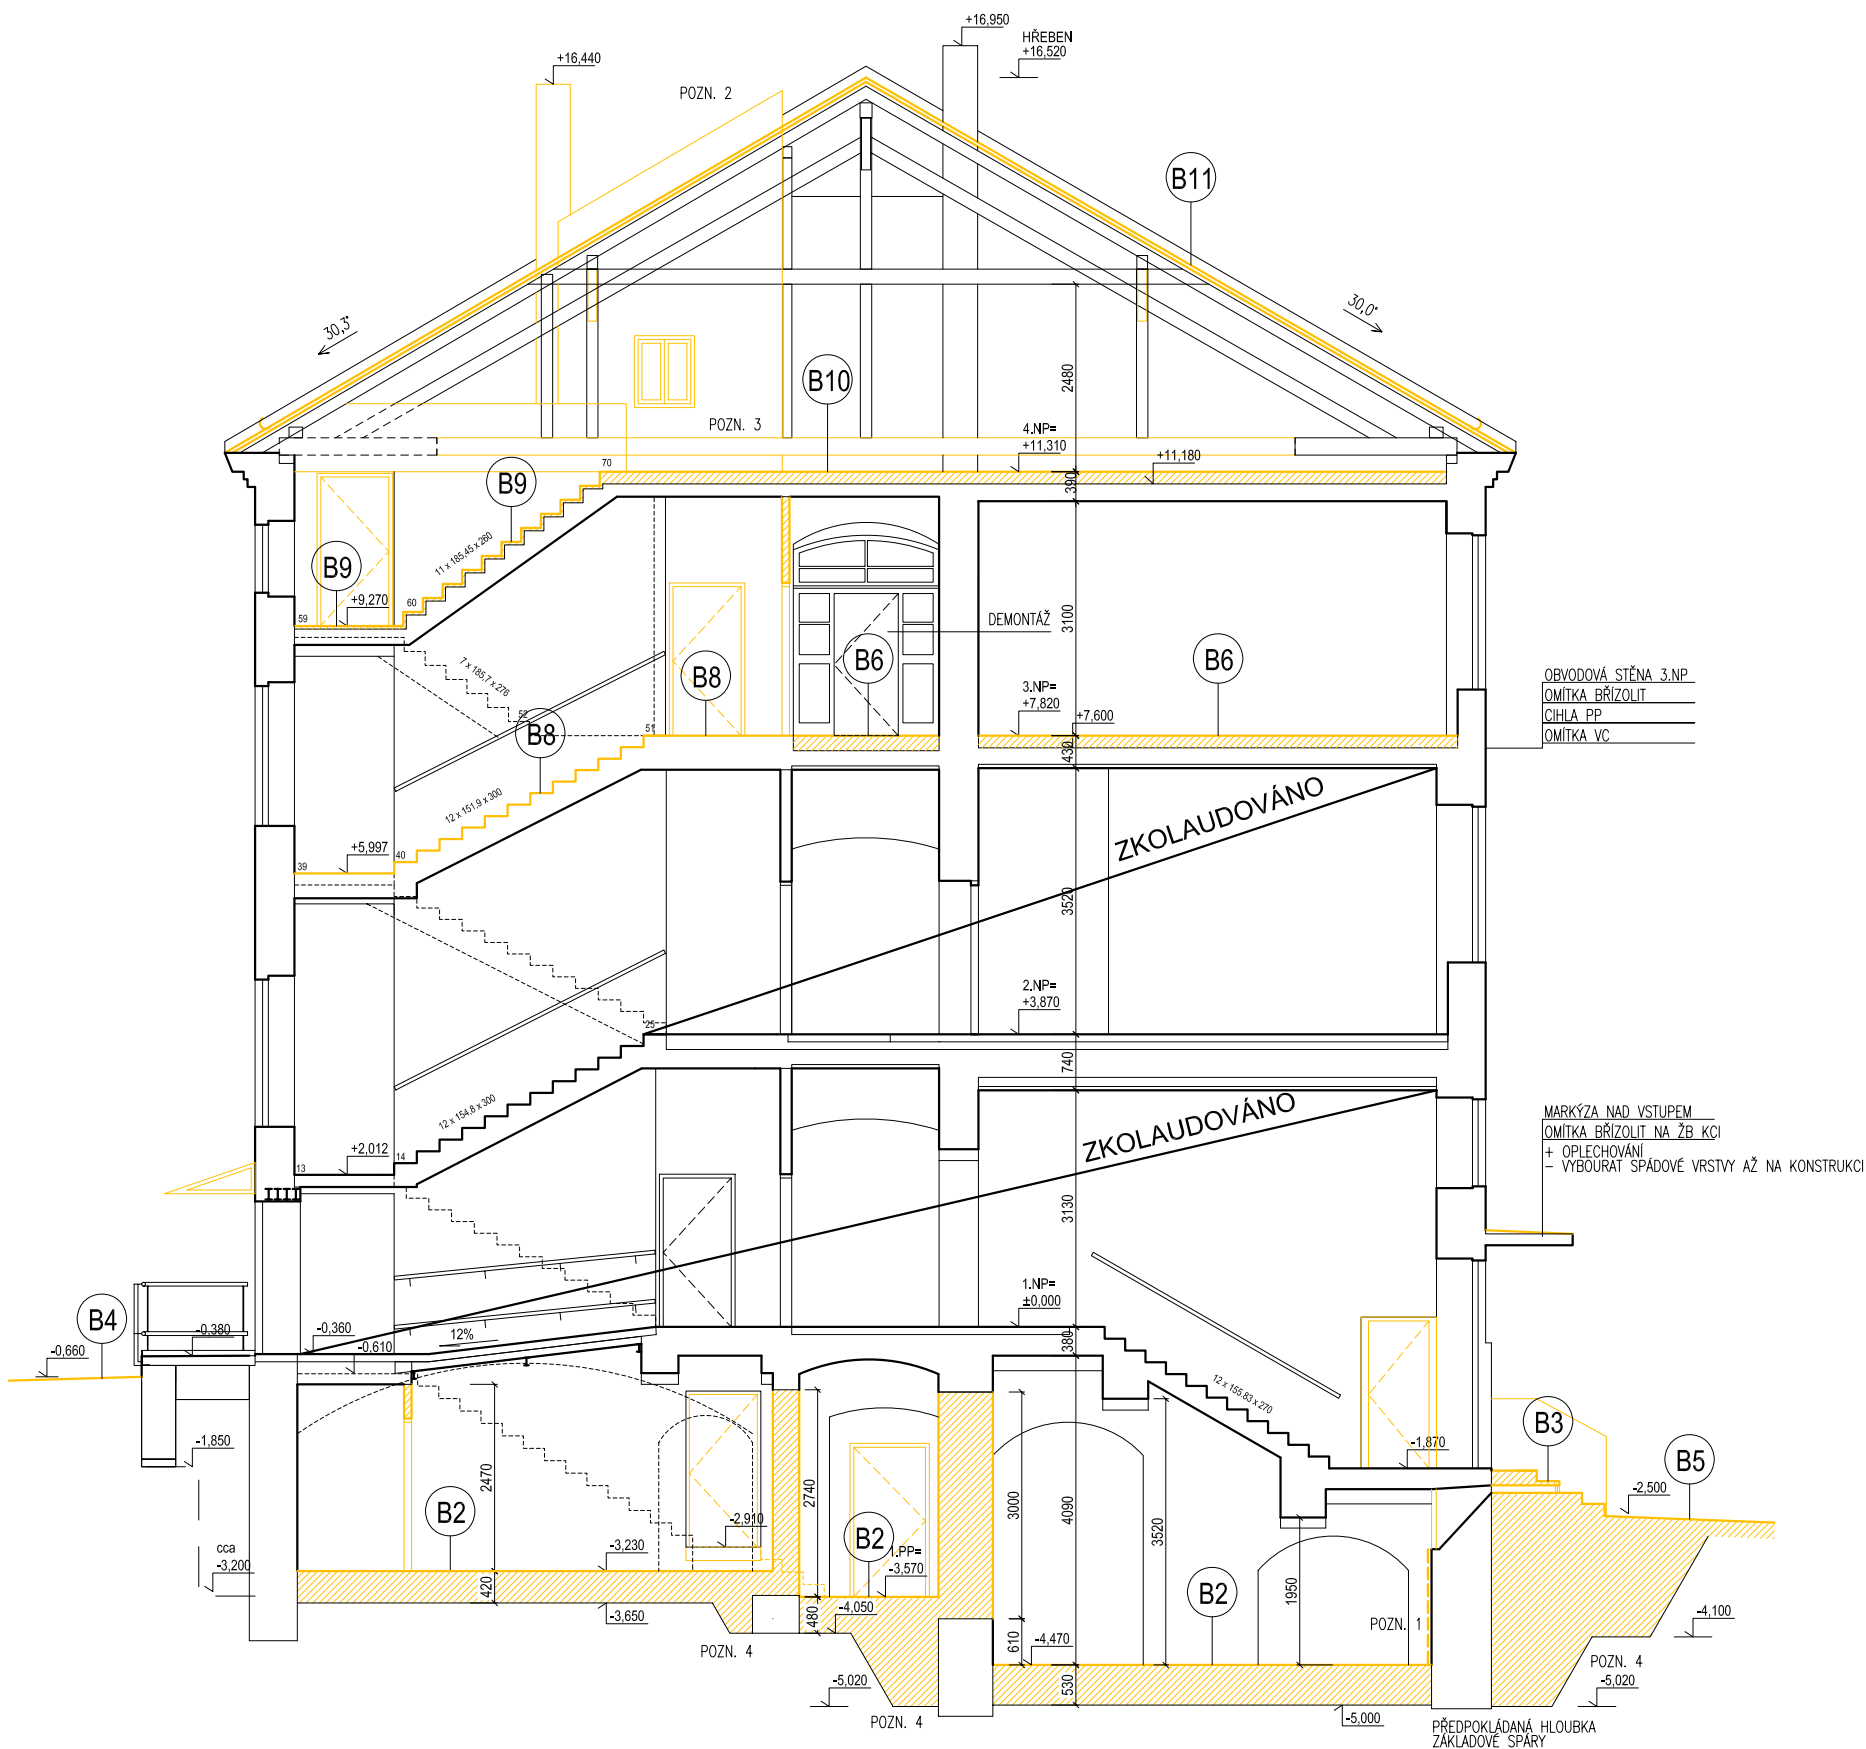 +16,950
HŘEBEN
+16,520
+16,440
POZN. 2
B11
30,3°
30,0°
2480
B10
POZN. 3
4.NP=
+11,310
+11,180
390
70
B9
11 x 185,45 x 260
B9
+9,270
59
60
DEMONTÁŽ
3100
7 x 185,7 x 276
52
B8
B6
B6
B8
51
3.NP=
+7,820
+7,600
430
OBVODOVÁ STĚNA 3.NP
OMÍTKA BŘÍZOLIT
CIHLA PP
OMÍTKA VC
12 x 151,9 x 300
ZKOLAUDOVÁNO
+5,997
39
40
3520
2.NP=
+3,870
25
740
12 x 154,8 x 300
ZKOLAUDOVÁNO
MARKÝZA NAD VSTUPEM
OMÍTKA BŘÍZOLIT NA ŽB KCI
+ OPLECHOVÁNÍ
- VYBOURAT SPÁDOVÉ VRSTVY AŽ NA KONSTRUKCI
+2,012
13
14
3130
1.NP=
±0,000
B4
-0,380
-0,360
12%
-0,610
-0,660
380
12 x 155,83 x 270
B3
-1,850
-1,870
B5
2470
2740
3000
4090
3520
-2,500
B2
-2,910
B2
cca
-3,200
-3,230
1.PP=
-3,570
420
480
-3,650
-4,050
1950
B2
POZN. 1
-4,100
610
-4,470
POZN. 4
POZN. 4
530
-5,020
-5,020
POZN. 4
-5,000
PŘEDPOKLÁDANÁ HLOUBKA
ZÁKLADOVÉ SPÁRY